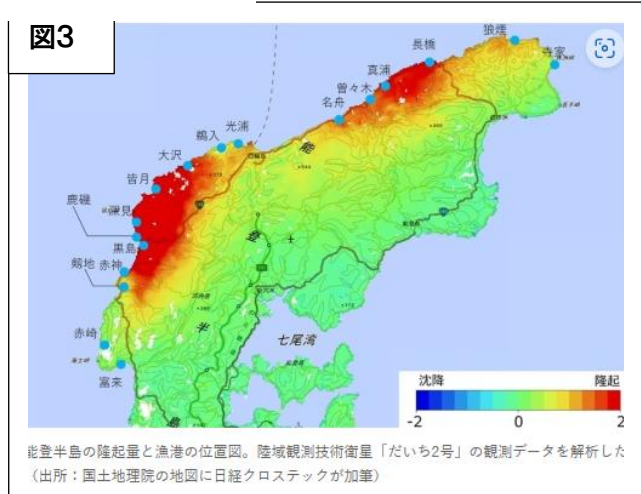 図3
狼煙
寺家
長橋
真浦
曽々木
名舟
光浦
鵜入
大沢
皆月
鹿磯
深見
黒島
剱地 赤神
赤崎
富来
能
登
半
島
七尾湾
沈降 隆起
-2 0 2
能登半島の隆起量と漁港の位置図。陸域観測技術衛星「だいち2号」の観測データを解析した
（出所：国土地理院の地図に日経クロステックが加筆）